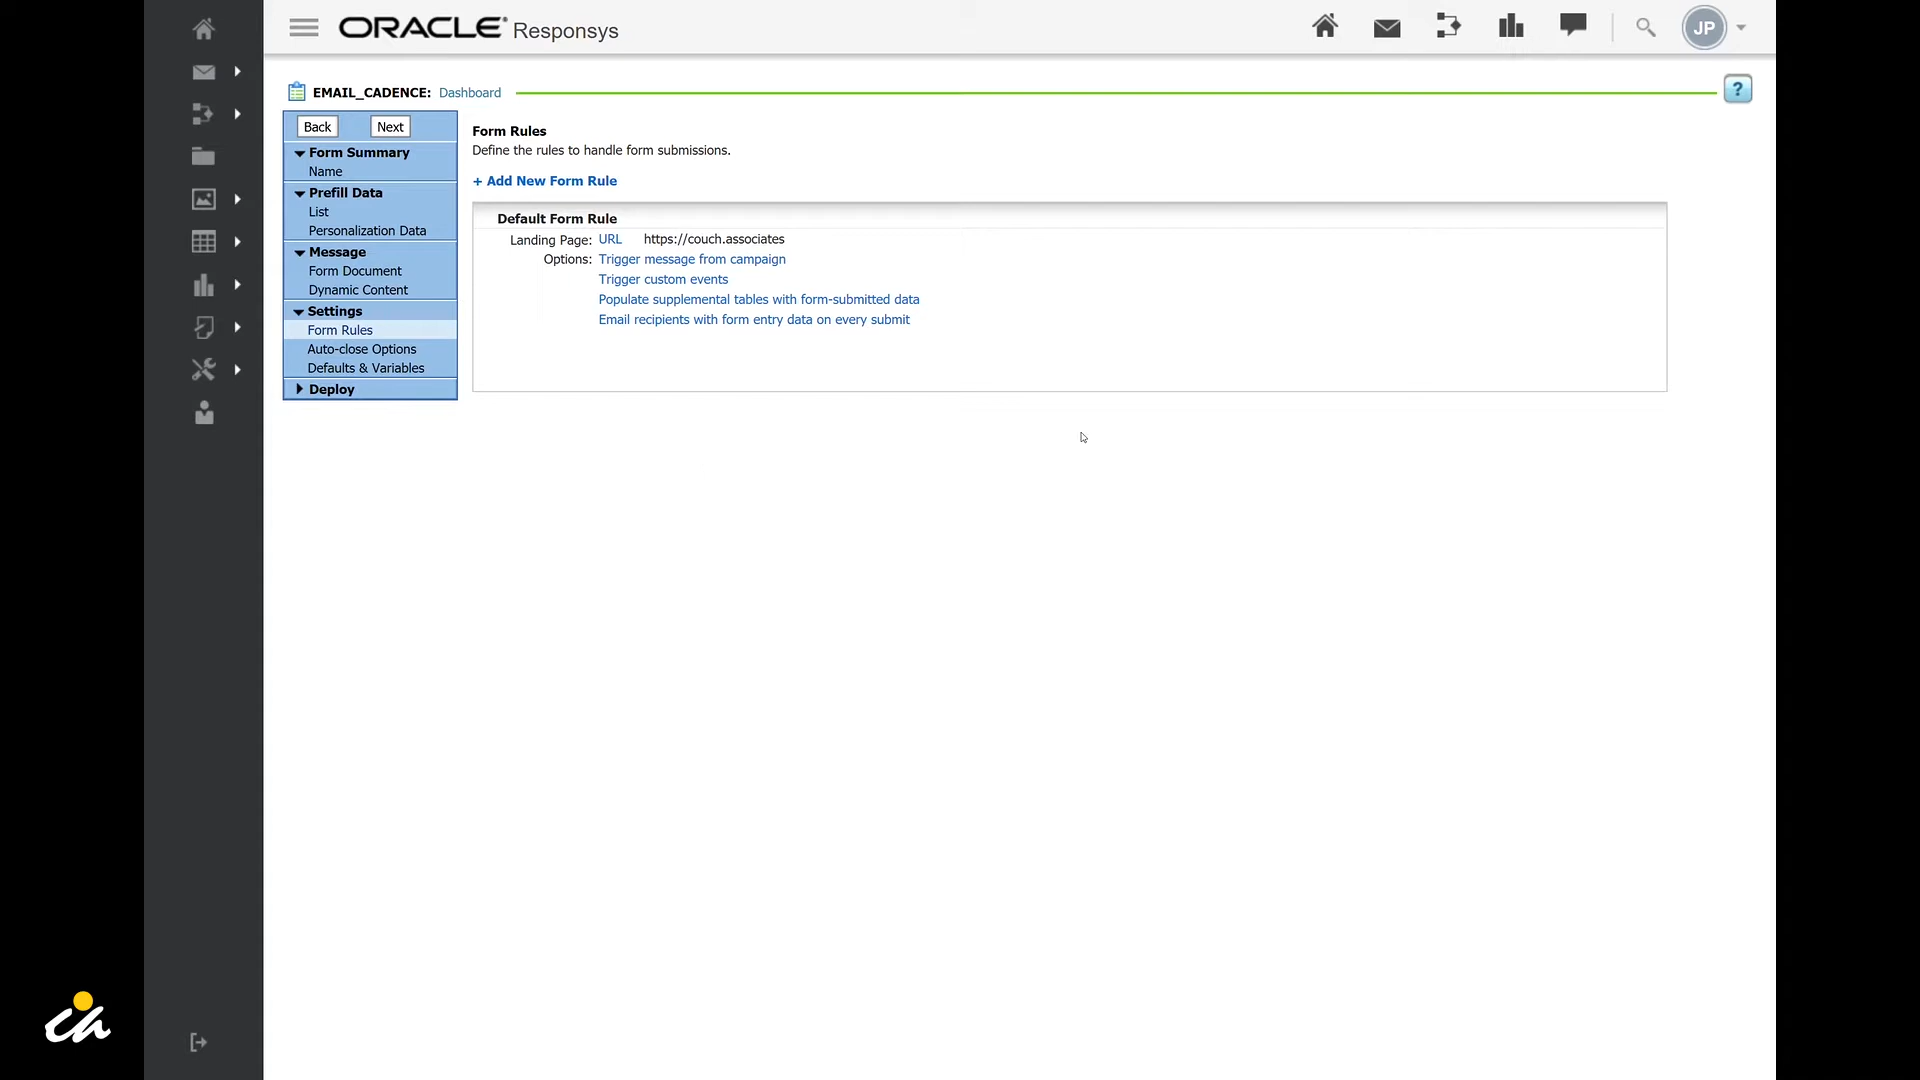 ORACLE Responsys
JP
EMAIL_CADENCE: Dashboard
?
Back Next
Form Summary
Name
Prefill Data
List
Personalization Data
Message
Form Document
Dynamic Content
Settings
Form Rules
Auto-close Options
Defaults & Variables
Deploy
Form Rules
Define the rules to handle form submissions.
+ Add New Form Rule
Default Form Rule
Landing Page: URL https://couch.associates
Options: Trigger message from campaign
Trigger custom events
Populate supplemental tables with form-submitted data
Email recipients with form entry data on every submit